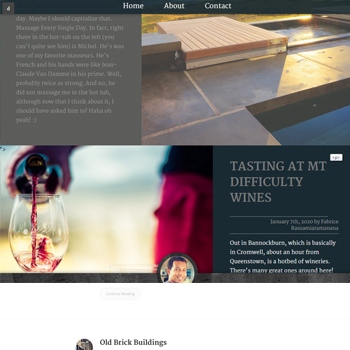 Home
About
Contact
day. Maybe I should capitalize that.
Massage Every Single Day. In fact, right
there in the hot-tub on the left (you
can't quite see him) is Michel. He's was
one of my favorite masseurs. He's
French and his hands were like Jean-
Claude Van Damme in his prime. Well,
probably twice as strong. And no, he
did not massage me in the hot tub,
although now that I think about it, I
should have asked him to! Haha oh
yeah! :)
TASTING AT MT
DIFFICULTY
WINES
January 7th, 2020 by Fabrice
Out in Bannockburn, which is basically
in Cromwell, about an hour from
Queenstown, is a hotbed of wineries.
There's many great ones around here!
Continue Reading
Old Brick Buildings